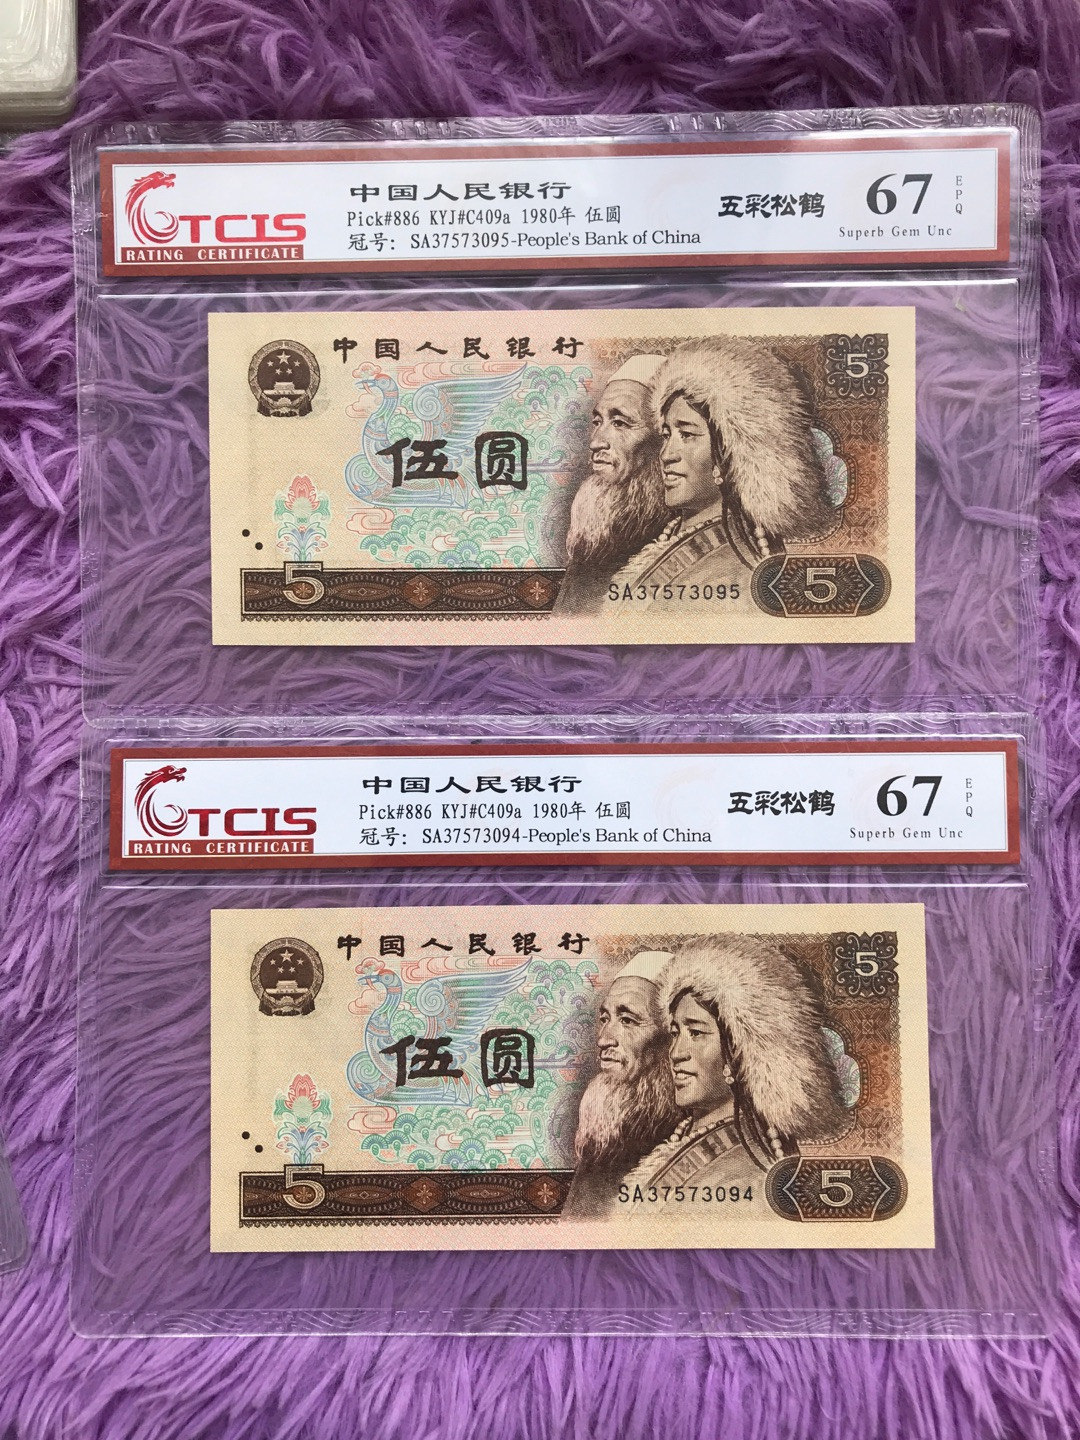 TCIS
RATING CERTIFICATE
中国人民银行
Pick#886 KYJ#C409a 1980年 伍圆
冠号: SA37573095-People's Bank of China
五彩松鹤
67
EPQ
Superb Gem Unc
中国人民银行
5
伍圆
5
SA37573095
5
TCIS
RATING CERTIFICATE
中国人民银行
Pick#886 KYJ#C409a 1980年 伍圆
冠号: SA37573094-People's Bank of China
五彩松鹤
67
EPQ
Superb Gem Unc
中国人民银行
5
伍圆
5
SA37573094
5